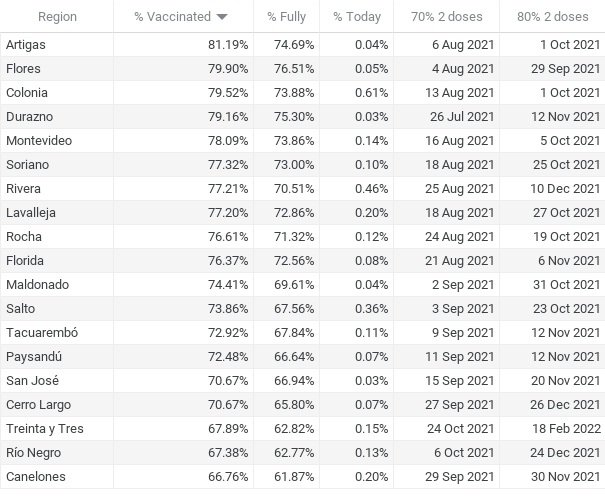 Region % Vaccinated % Fully % Today 70% 2 doses 80% 2 doses
Artigas 81.19% 74.69% 0.04% 6 Aug 2021 1 Oct 2021
Flores 79.90% 76.51% 0.05% 4 Aug 2021 29 Sep 2021
Colonia 79.52% 73.88% 0.61% 13 Aug 2021 1 Oct 2021
Durazno 79.16% 75.30% 0.03% 26 Jul 2021 12 Nov 2021
Montevideo 78.09% 73.86% 0.14% 16 Aug 2021 5 Oct 2021
Soriano 77.32% 73.00% 0.10% 18 Aug 2021 25 Oct 2021
Rivera 77.21% 70.51% 0.46% 25 Aug 2021 10 Dec 2021
Lavalleja 77.20% 72.86% 0.20% 18 Aug 2021 27 Oct 2021
Rocha 76.61% 71.32% 0.12% 24 Aug 2021 19 Oct 2021
Florida 76.37% 72.56% 0.08% 21 Aug 2021 6 Nov 2021
Maldonado 74.41% 69.61% 0.04% 2 Sep 2021 31 Oct 2021
Salto 73.86% 67.56% 0.36% 3 Sep 2021 23 Oct 2021
Tacuarembó 72.92% 67.84% 0.11% 9 Sep 2021 12 Nov 2021
Paysandú 72.48% 66.64% 0.07% 11 Sep 2021 12 Nov 2021
San José 70.67% 66.94% 0.03% 15 Sep 2021 20 Nov 2021
Cerro Largo 70.67% 65.80% 0.07% 27 Sep 2021 26 Dec 2021
Treinta y Tres 67.89% 62.82% 0.15% 24 Oct 2021 18 Feb 2022
Río Negro 67.38% 62.77% 0.13% 6 Oct 2021 24 Dec 2021
Canelones 66.76% 61.87% 0.20% 29 Sep 2021 30 Nov 2021